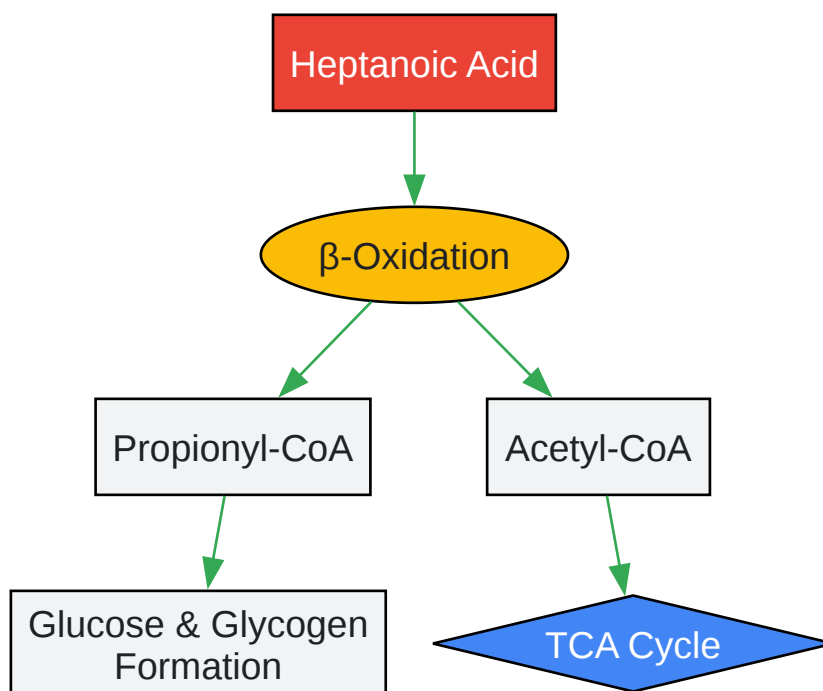 Heptanoic Acid
β-Oxidation
Propionyl-CoA
Acetyl-CoA
Glucose & Glycogen
Formation
TCA Cycle